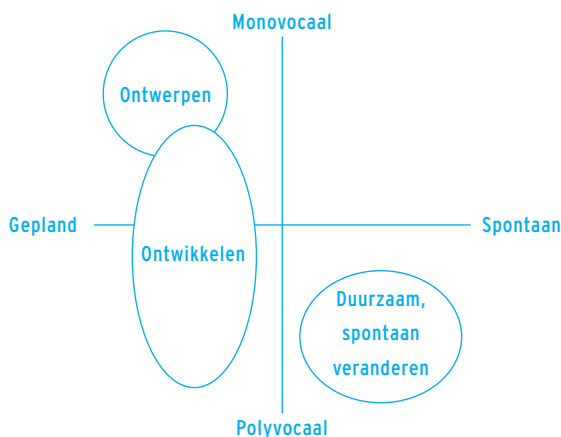 Monovocaal
Ontwerpen
Gepland
Spontaan
Ontwikkelen
Duurzaam,
spontaan
veranderen
Polyvocaal